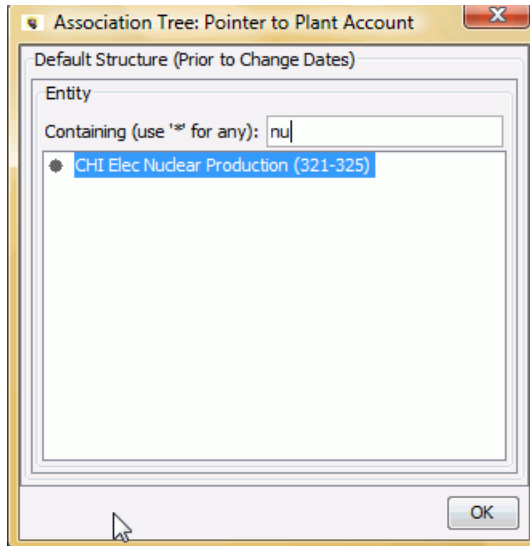 Association Tree: Pointer to Plant Account
Default Structure (Prior to Change Dates)
Entity
Containing (use '*' for any): nu
CHI Elec Nuclear Production (321-325)
OK